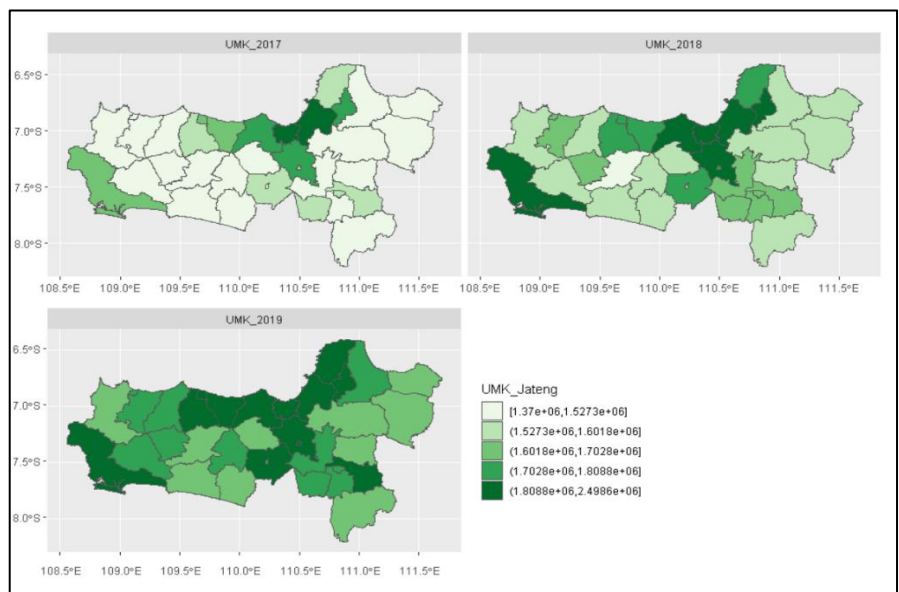 UMK_2017
UMK_2018
6.5°S
7.0°S
7.5°S
8.0°S
108.5°E 109.0°E 109.5°E 110.0°E 110.5°E 111.0°E 111.5°E
108.5°E 109.0°E 109.5°E 110.0°E 110.5°E 111.0°E 111.5°E
UMK_2019
6.5°S
7.0°S
7.5°S
8.0°S
108.5°E 109.0°E 109.5°E 110.0°E 110.5°E 111.0°E 111.5°E
UMK_Jateng
[1.37e+06,1.5273e+06]
(1.5273e+06,1.6018e+06]
(1.6018e+06,1.7028e+06]
(1.7028e+06,1.8088e+06]
(1.8088e+06,2.4986e+06]